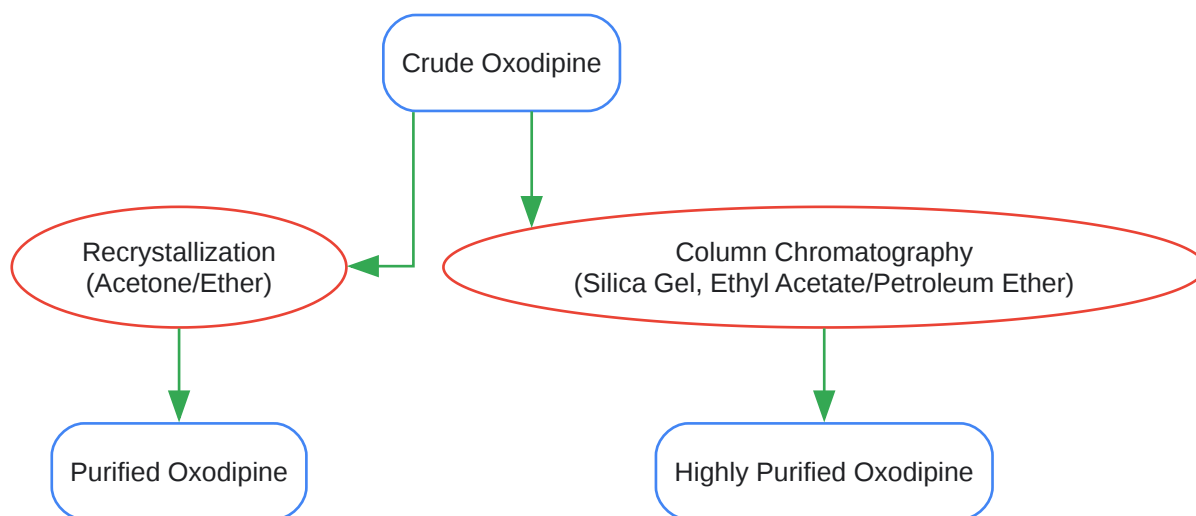 Crude Oxodipine
Recrystallization
(Acetone/Ether)
Column Chromatography
(Silica Gel, Ethyl Acetate/Petroleum Ether)
Purified Oxodipine
Highly Purified Oxodipine